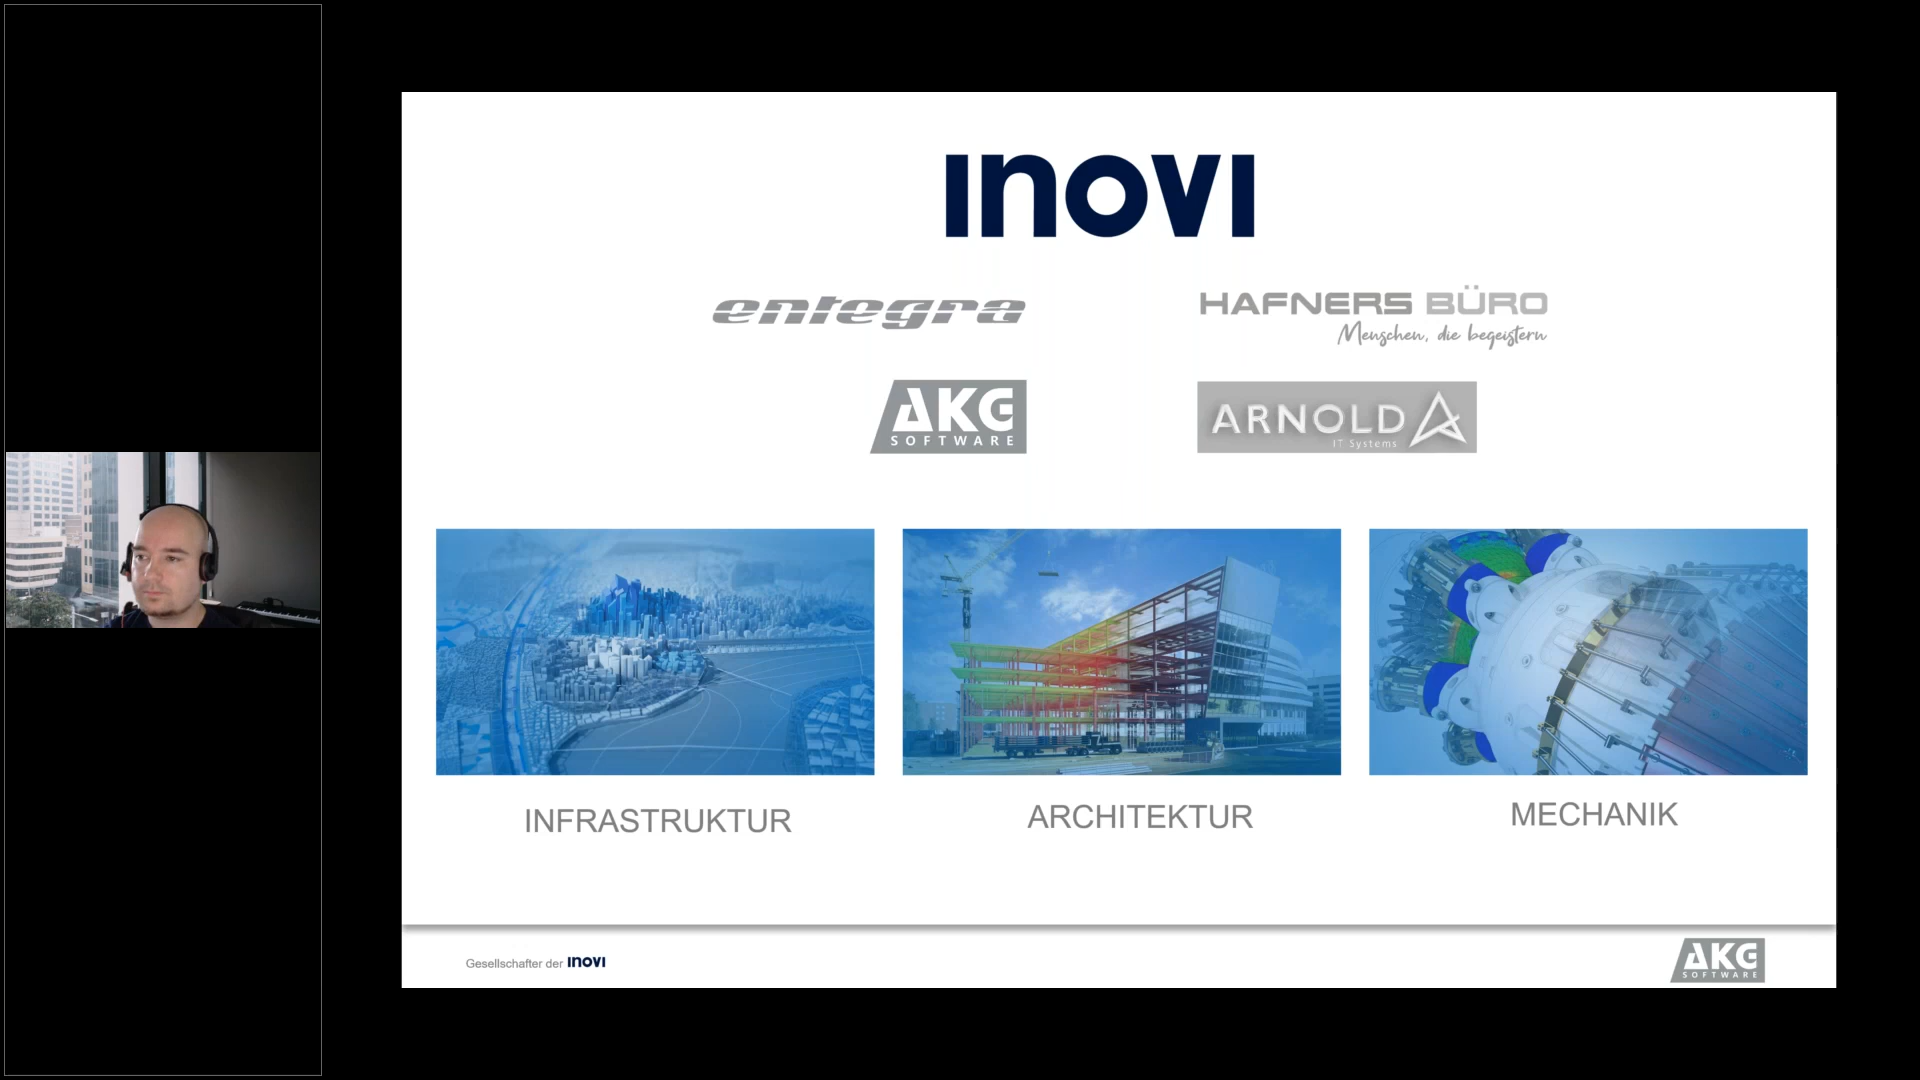 INOVI
entegra
HAFNERS BÜRO
Menschen, die begeistern
AKG
SOFTWARE
ARNOLD
IT Systems
INFRASTRUKTUR
ARCHITEKTUR
MECHANIK
Gesellschafter der INOVI
AKG
SOFTWARE